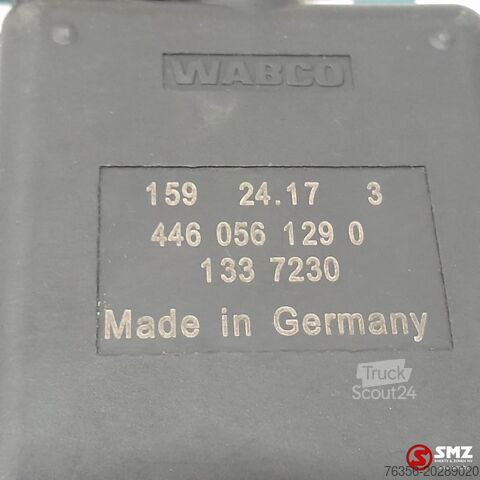 WABCO
159 24.17 3
446 056 129 0
133 7230
Made in Germany
Truck
Scout24
SMZ
76356-20289020